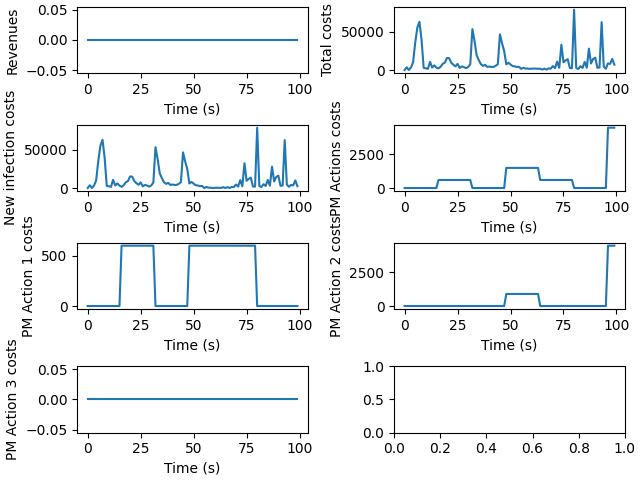 Revenues
0.05
0.00
−0.05
0 25 50 75 100
Time (s)
Total costs
50000
0
0 25 50 75 100
Time (s)
New infection costs
50000
0
0 25 50 75 100
Time (s)
PM Actions costs
2500
0
0 25 50 75 100
Time (s)
PM Action 1 costs
500
0
0 25 50 75 100
Time (s)
PM Action 2 costs
2500
0
0 25 50 75 100
Time (s)
PM Action 3 costs
0.05
0.00
−0.05
0 25 50 75 100
Time (s)
1.0
0.5
0.0
0.0 0.2 0.4 0.6 0.8 1.0